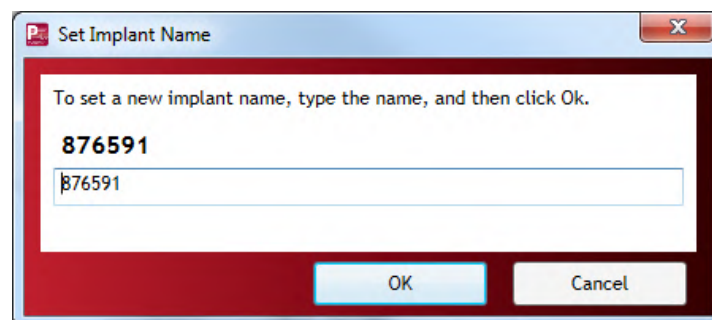 Set Implant Name
To set a new implant name, type the name, and then click Ok.
876591
876591
OK
Cancel